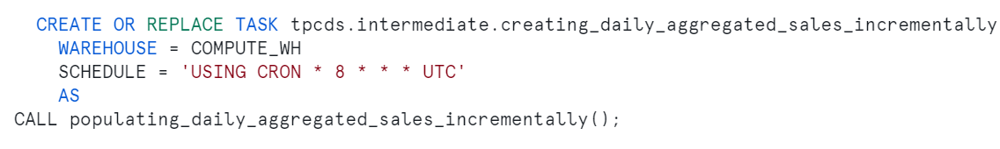 CREATE OR REPLACE TASK tpcds.intermediate.creating_daily_aggregated_sales_incrementally
WAREHOUSE = COMPUTE_WH
SCHEDULE = 'USING CRON * 8 * * * UTC'
AS
CALL populating_daily_aggregated_sales_incrementally();